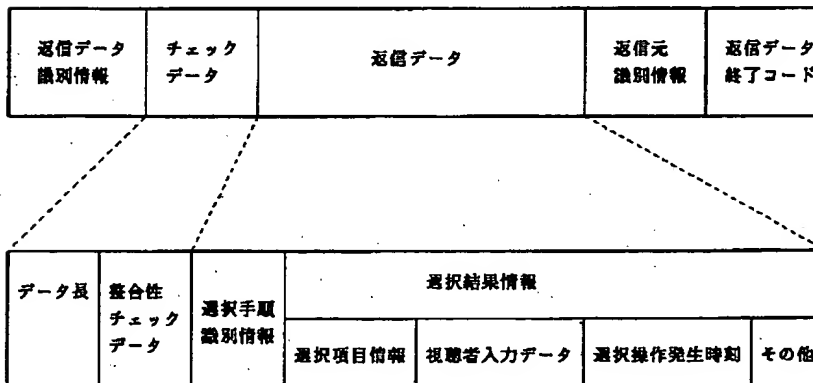 返信データ
識別情報
チェック
データ
返信データ
返信元
識別情報
返信データ
終了コード
データ長
整合性
チェック
データ
選択手順
識別情報
選択結果情報
選択項目情報
視聴者入力データ
選択操作発生時刻
その他